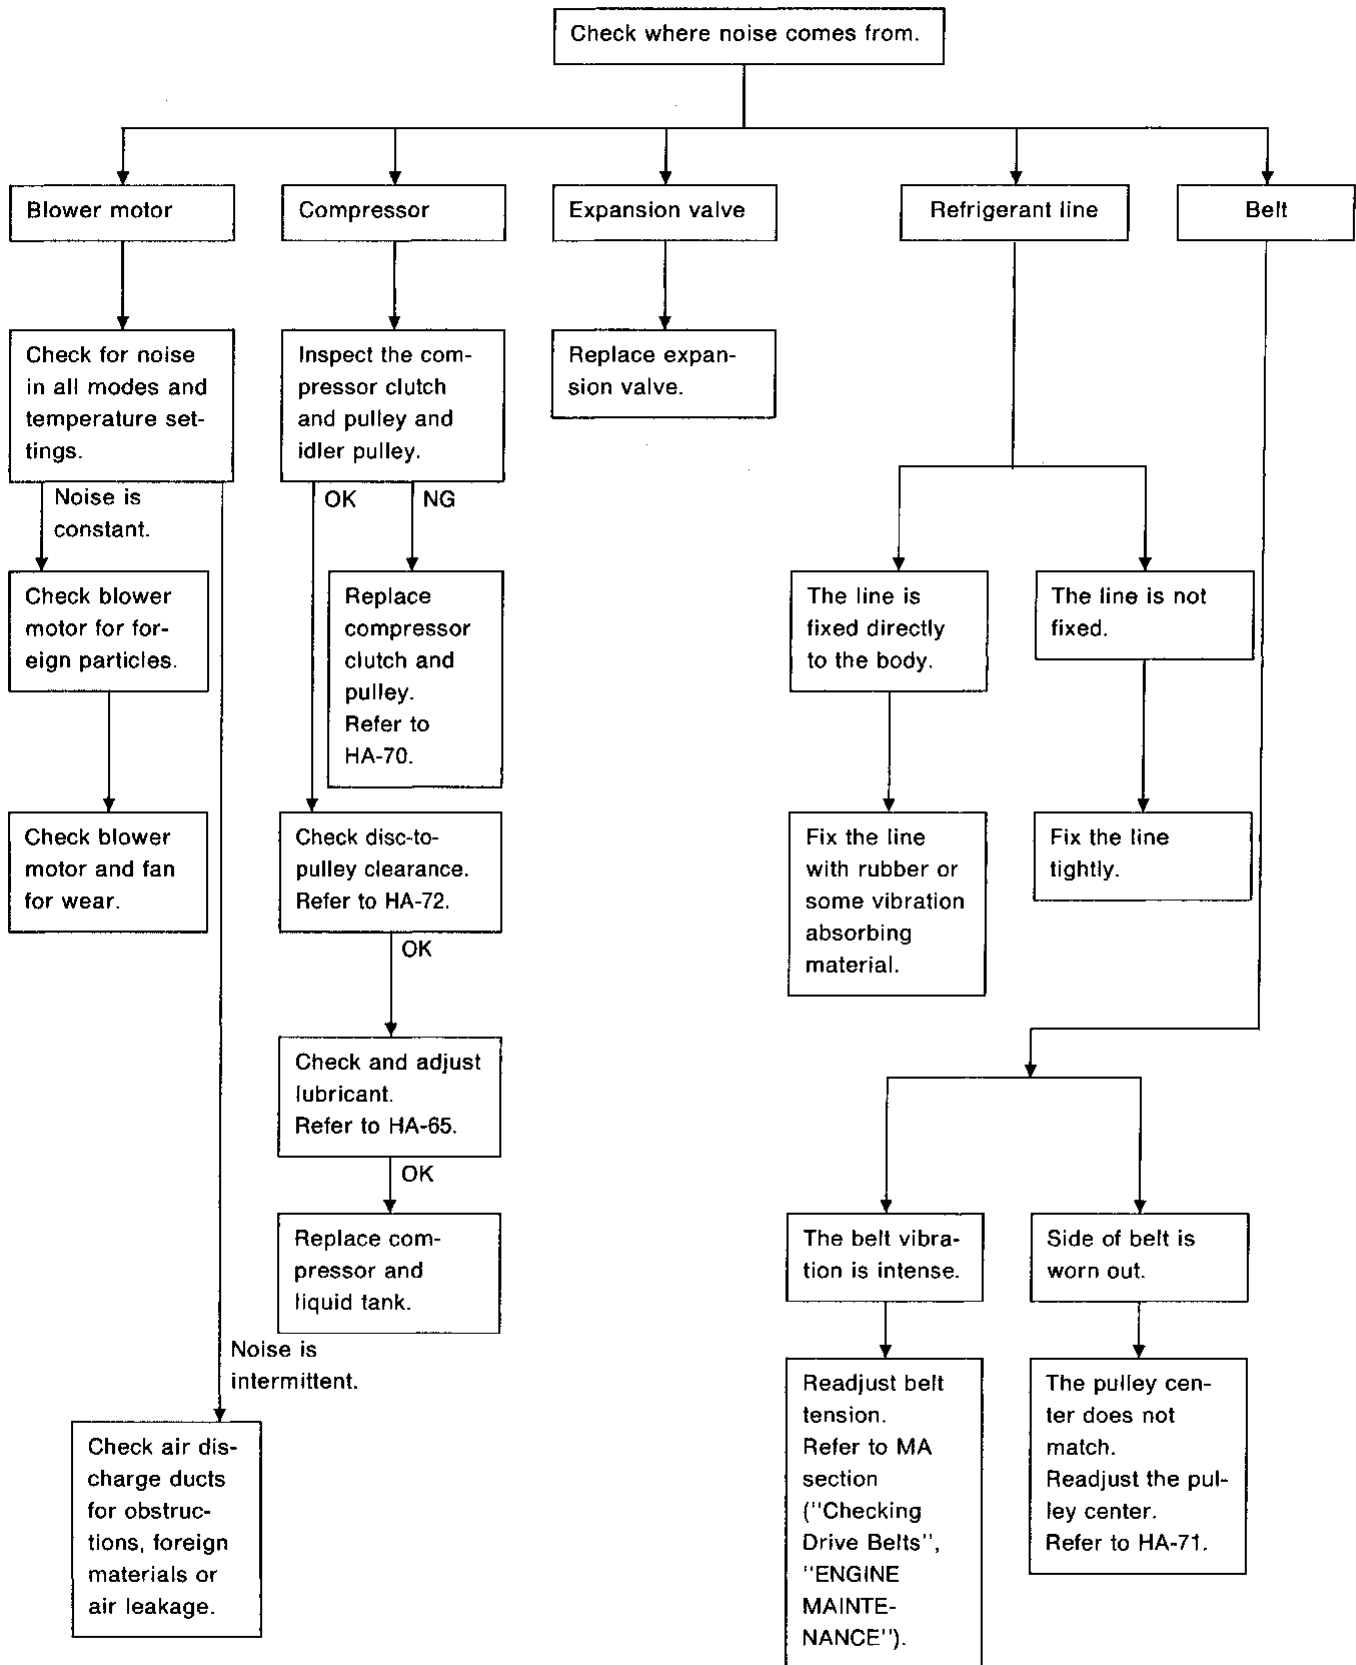 Check where noise comes from.
Blower motor
Compressor
Expansion valve
Refrigerant line
Belt
Check for noise
in all modes and
temperature set-
tings.
Inspect the com-
pressor clutch
and pulley and
idler pulley.
Replace expan-
sion valve.
Noise is
constant.
OK
NG
Check blower
motor for for-
eign particles.
Replace
compressor
clutch and
pulley.
Refer to
HA-70.
The line is
fixed directly
to the body.
The line is not
fixed.
Check blower
motor and fan
for wear.
Check disc-to-
pulley clearance.
Refer to HA-72.
Fix the line
with rubber or
some vibration
absorbing
material.
Fix the line
tightly.
OK
Check and adjust
lubricant.
Refer to HA-65.
OK
Replace com-
pressor and
liquid tank.
The belt vibra-
tion is intense.
Side of belt is
worn out.
Noise is
intermittent.
Check air dis-
charge ducts
for obstruc-
tions, foreign
materials or
air leakage.
Readjust belt
tension.
Refer to MA
section
("Checking
Drive Belts",
"ENGINE
MAINTE-
NANCE").
The pulley cen-
ter does not
match.
Readjust the pul-
ley center.
Refer to HA-71.